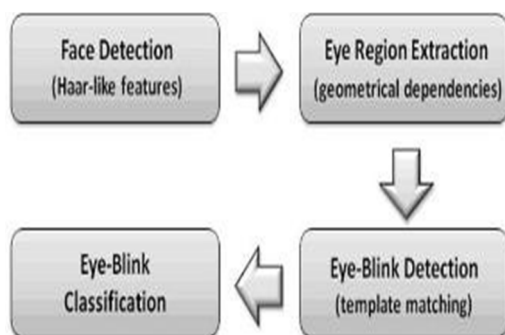 Face Detection
(Haar-like features)
Eye Region Extraction
(geometrical dependencies)
Eye-Blink Detection
(template matching)
Eye-Blink
Classification